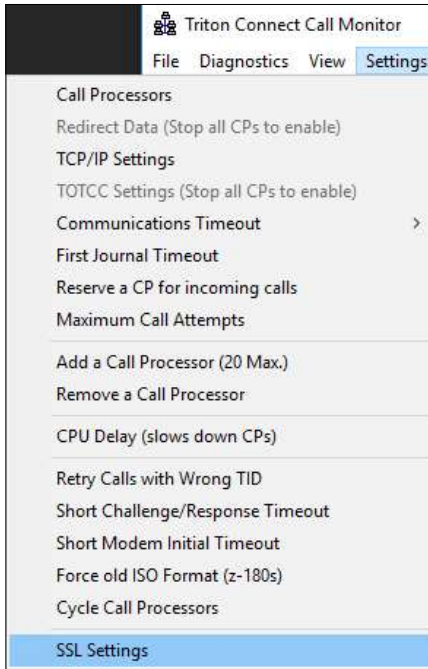 Triton Connect Call Monitor
File Diagnostics View Settings
Call Processors
Redirect Data (Stop all CPs to enable)
TCP/IP Settings
TOTCC Settings (Stop all CPs to enable)
Communications Timeout >
First Journal Timeout
Reserve a CP for incoming calls
Maximum Call Attempts
Add a Call Processor (20 Max.)
Remove a Call Processor
CPU Delay (slows down CPs)
Retry Calls with Wrong TID
Short Challenge/Response Timeout
Short Modem Initial Timeout
Force old ISO Format (z-180s)
Cycle Call Processors
SSL Settings